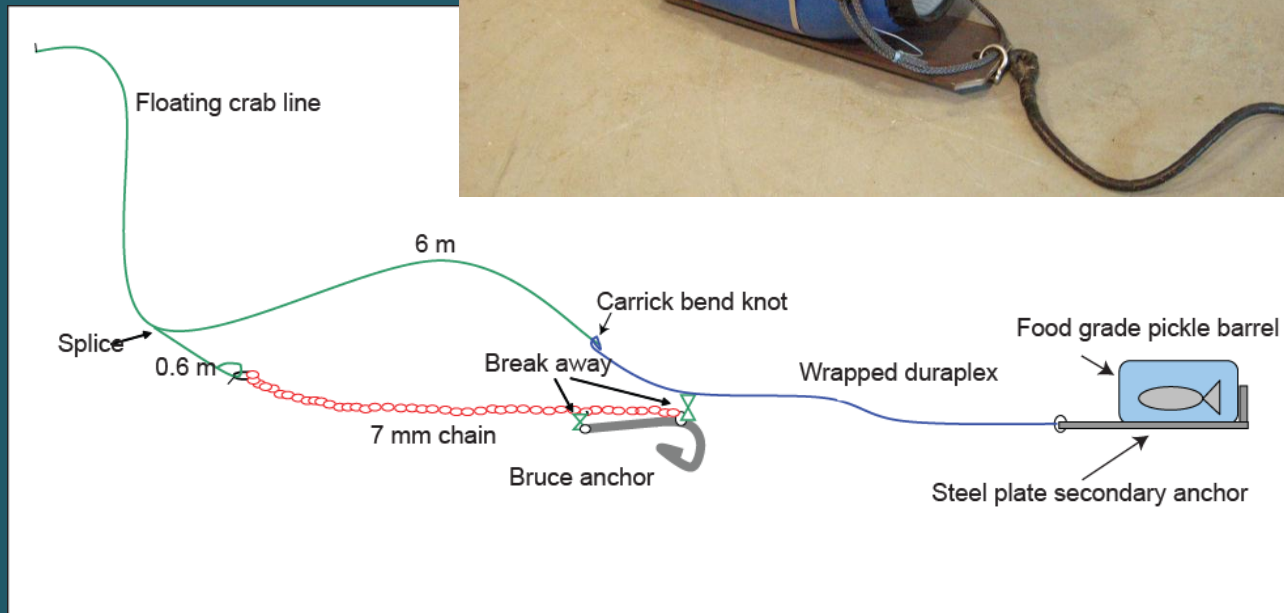 Floating crab line
6 m
Carrick bend knot
Food grade pickle barrel
Splice
0.6 m
Break away
Wrapped duraplex
7 mm chain
Bruce anchor
Steel plate secondary anchor